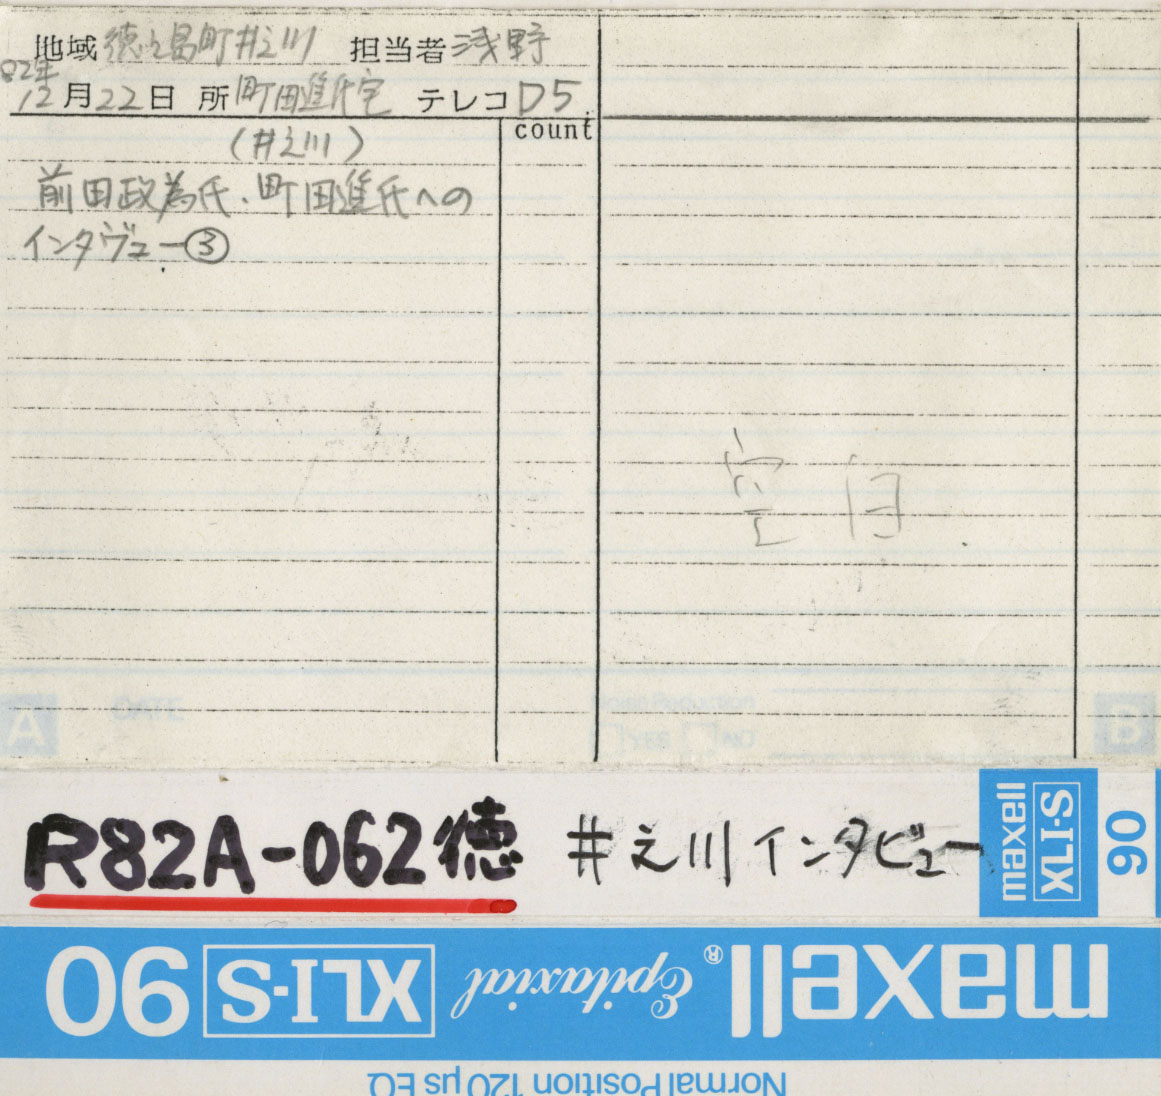 地域 徳之島町井之川 担当者 浅野
82年
12月22日 所 町田進氏宅 テレコ D5
count
(井之川)
前田政為氏、町田進氏への
インタヴュー③
空白
A DATE
YES NO
B
R82A-062徳 井之川インタビュー
maxell XLI-S 90
maxell® Epitaxial XLI-S 90
Normal Position 120μs EQ